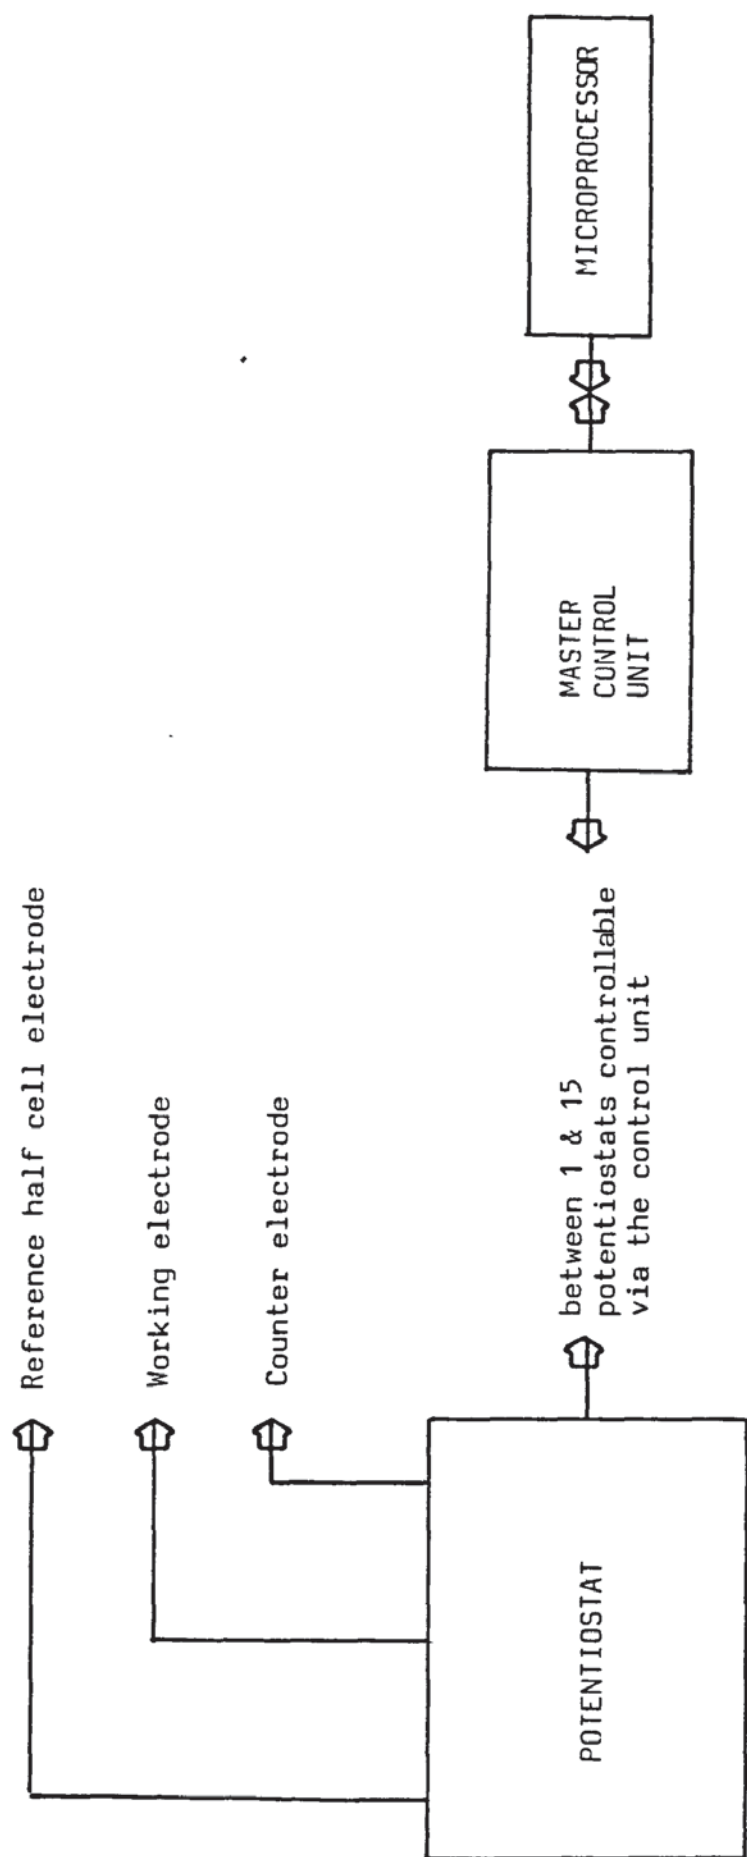 Reference half cell electrode
Working electrode
Counter electrode
POTENTIOSTAT
between 1 & 15
potentiostats controllable
via the control unit
MASTER
CONTROL
UNIT
MICROPROCESSOR